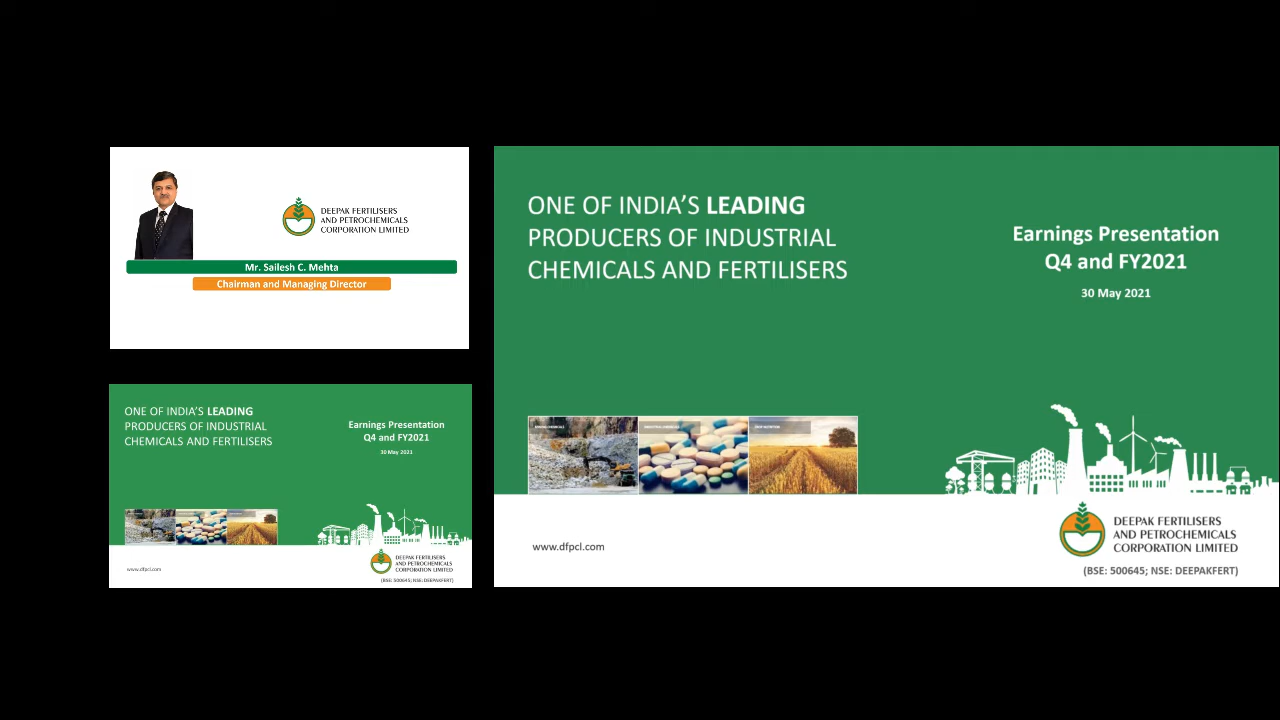 DEEPAK FERTILISERS
AND PETROCHEMICALS
CORPORATION LIMITED
Mr. Sailesh C. Mehta
Chairman and Managing Director
ONE OF INDIA'S LEADING
PRODUCERS OF INDUSTRIAL
CHEMICALS AND FERTILISERS
Earnings Presentation
Q4 and FY2021
30 May 2021
www.dfpcl.com
DEEPAK FERTILISERS
AND PETROCHEMICALS
CORPORATION LIMITED
(BSE: 500645; NSE: DEEPAKFERT)
ONE OF INDIA'S LEADING
PRODUCERS OF INDUSTRIAL
CHEMICALS AND FERTILISERS
Earnings Presentation
Q4 and FY2021
30 May 2021
www.dfpcl.com
DEEPAK FERTILISERS
AND PETROCHEMICALS
CORPORATION LIMITED
(BSE: 500645; NSE: DEEPAKFERT)